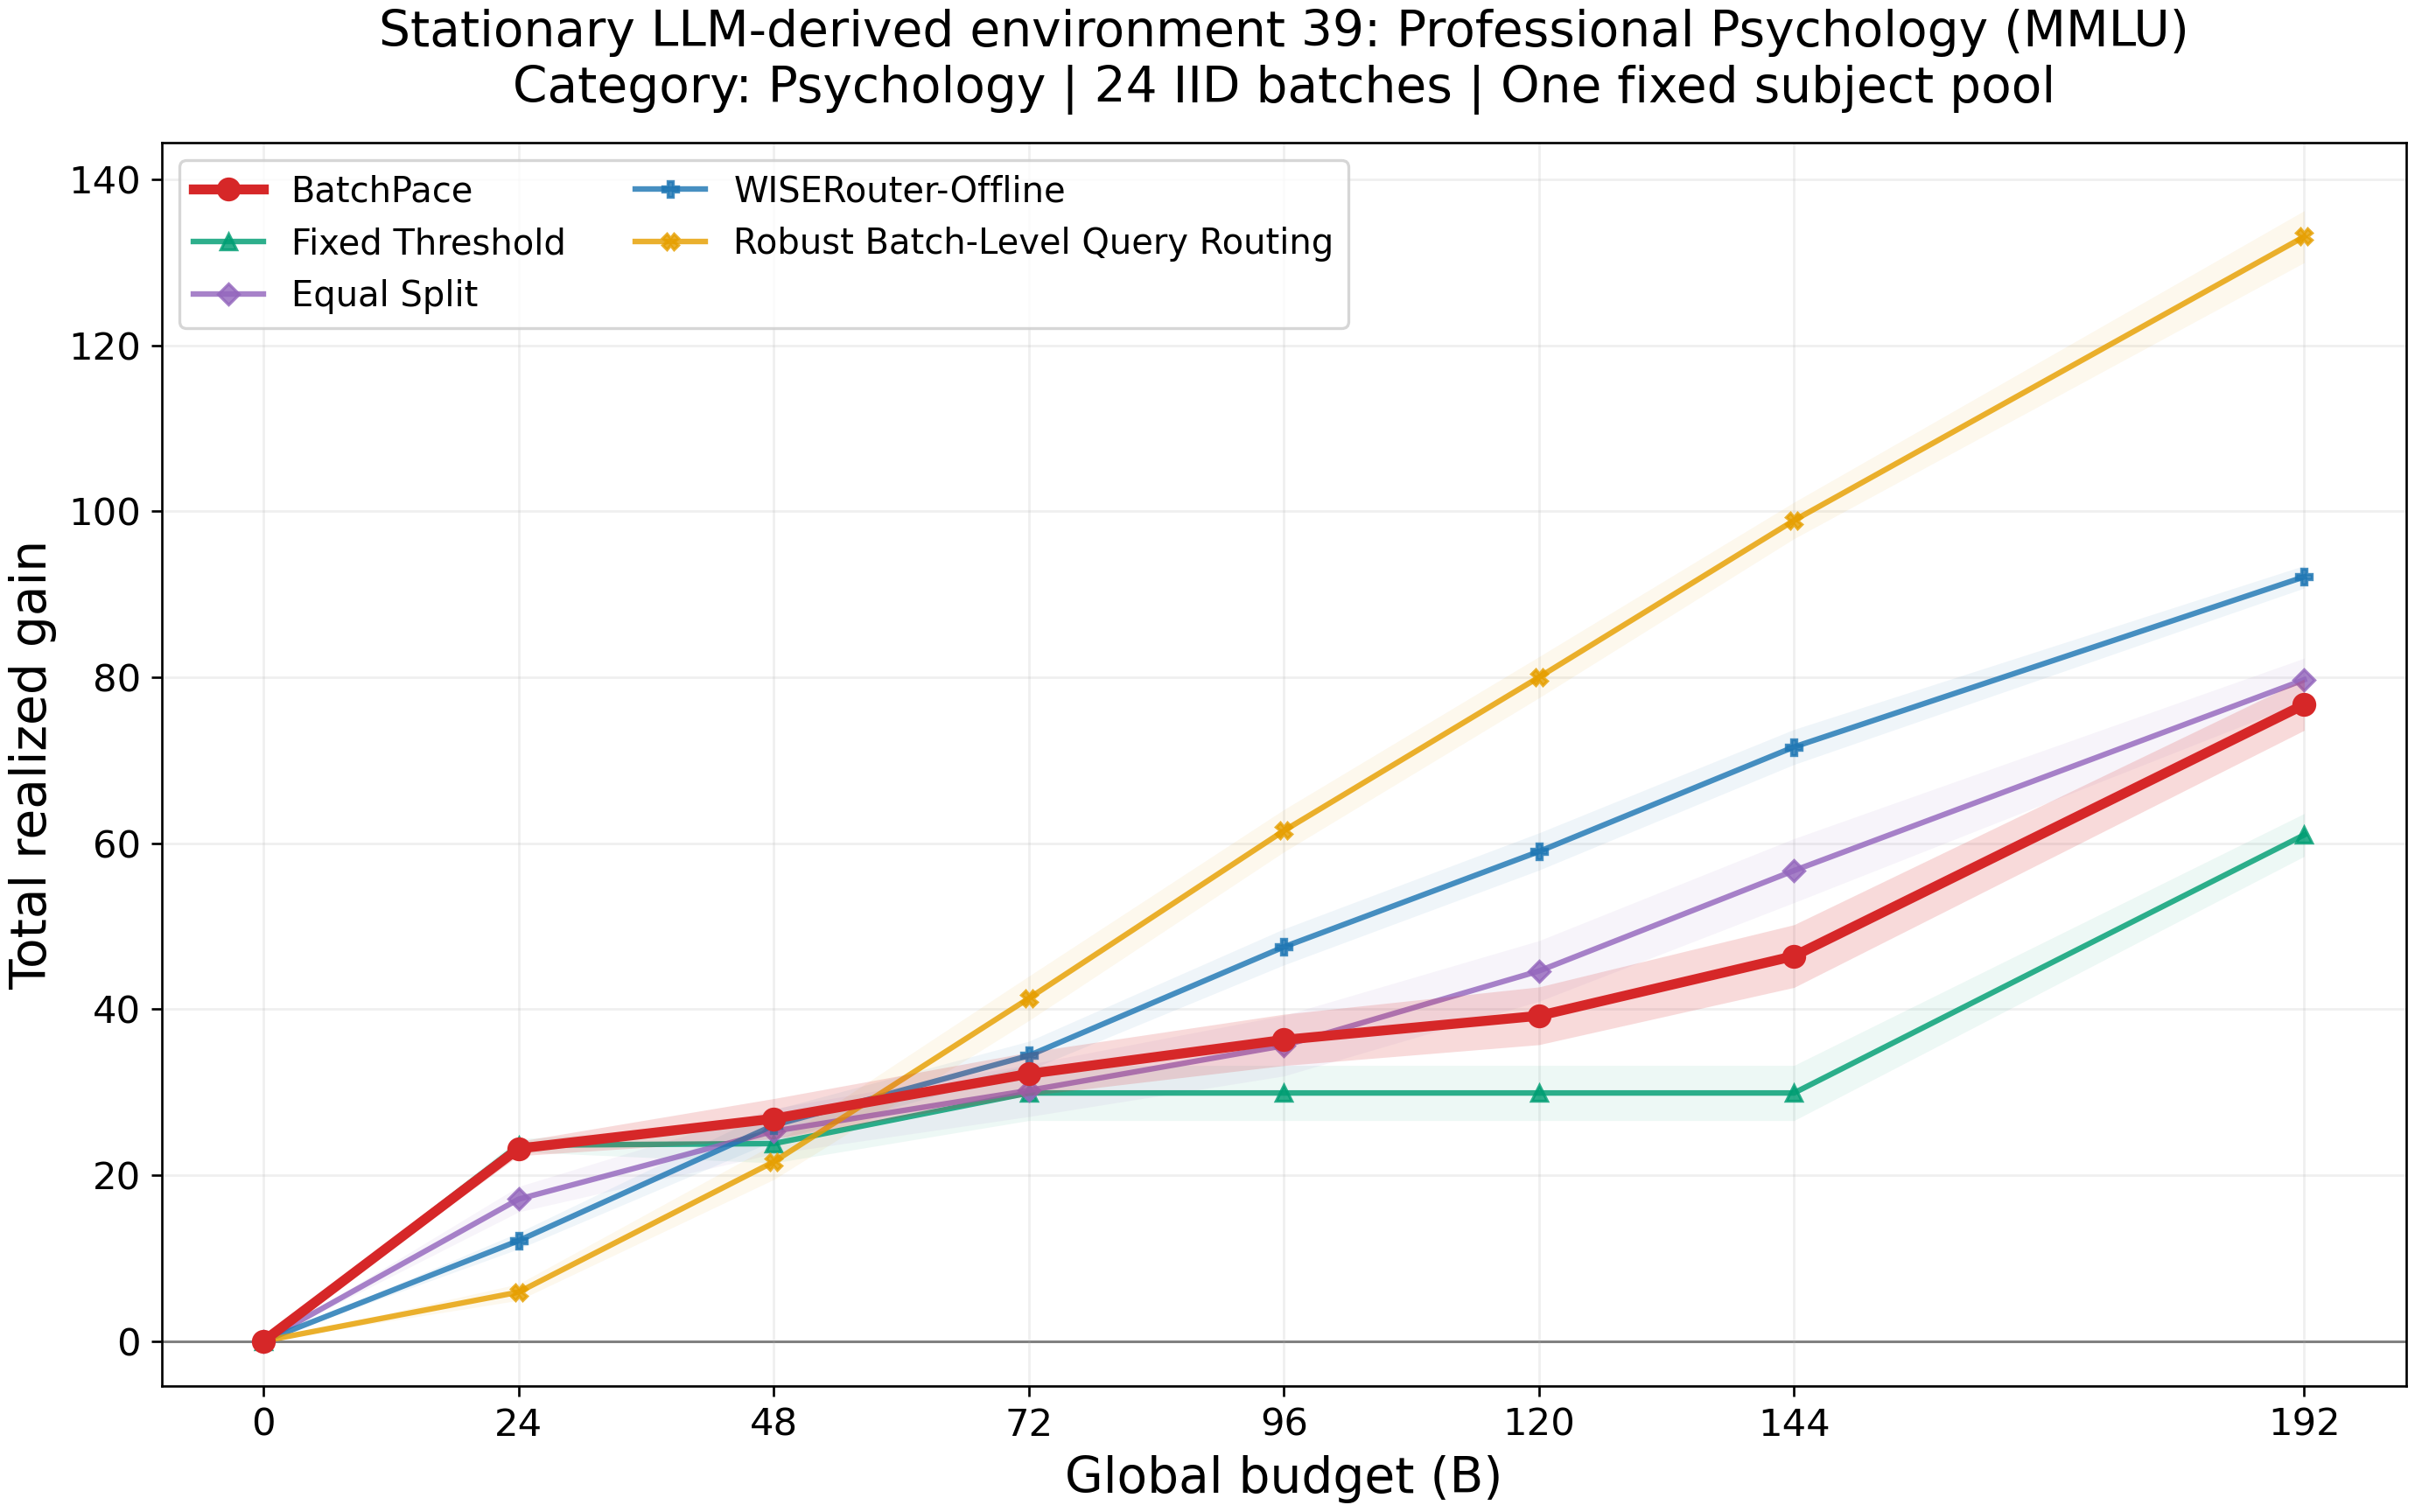 Stationary LLM-derived environment 39: Professional Psychology (MMLU)
Category: Psychology | 24 IID batches | One fixed subject pool
BatchPace
Fixed Threshold
Equal Split
WISERouter-Offline
Robust Batch-Level Query Routing
Total realized gain
140
120
100
80
60
40
20
0
0 24 48 72 96 120 144 192
Global budget (B)